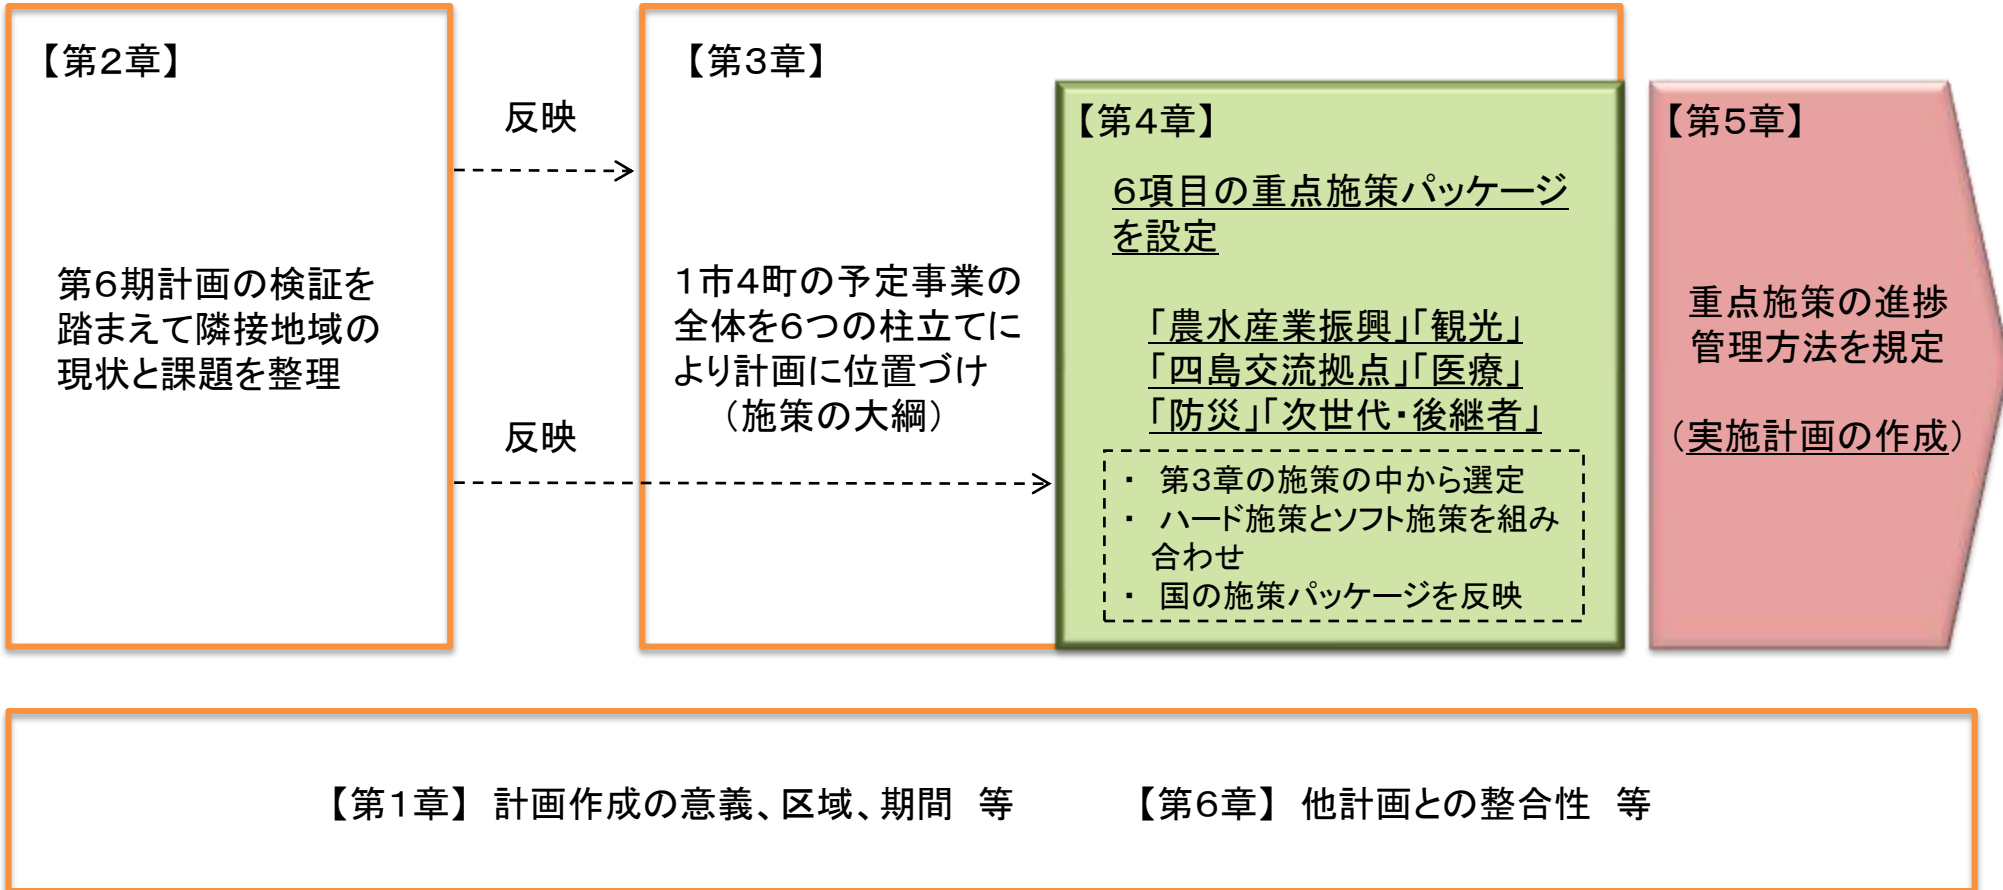 【第2章】
第6期計画の検証を
踏まえて隣接地域の
現状と課題を整理
反映
反映
【第3章】
1市4町の予定事業の
全体を6つの柱立てに
より計画に位置づけ
（施策の大綱）
【第4章】
6項目の重点施策パッケージ
を設定
「農水産業振興」「観光」
「四島交流拠点」「医療」
「防災」「次世代・後継者」
・ 第3章の施策の中から選定
・ ハード施策とソフト施策を組み
合わせ
・ 国の施策パッケージを反映
【第5章】
重点施策の進捗
管理方法を規定
（実施計画の作成）
【第1章】 計画作成の意義、区域、期間 等 【第6章】 他計画との整合性 等